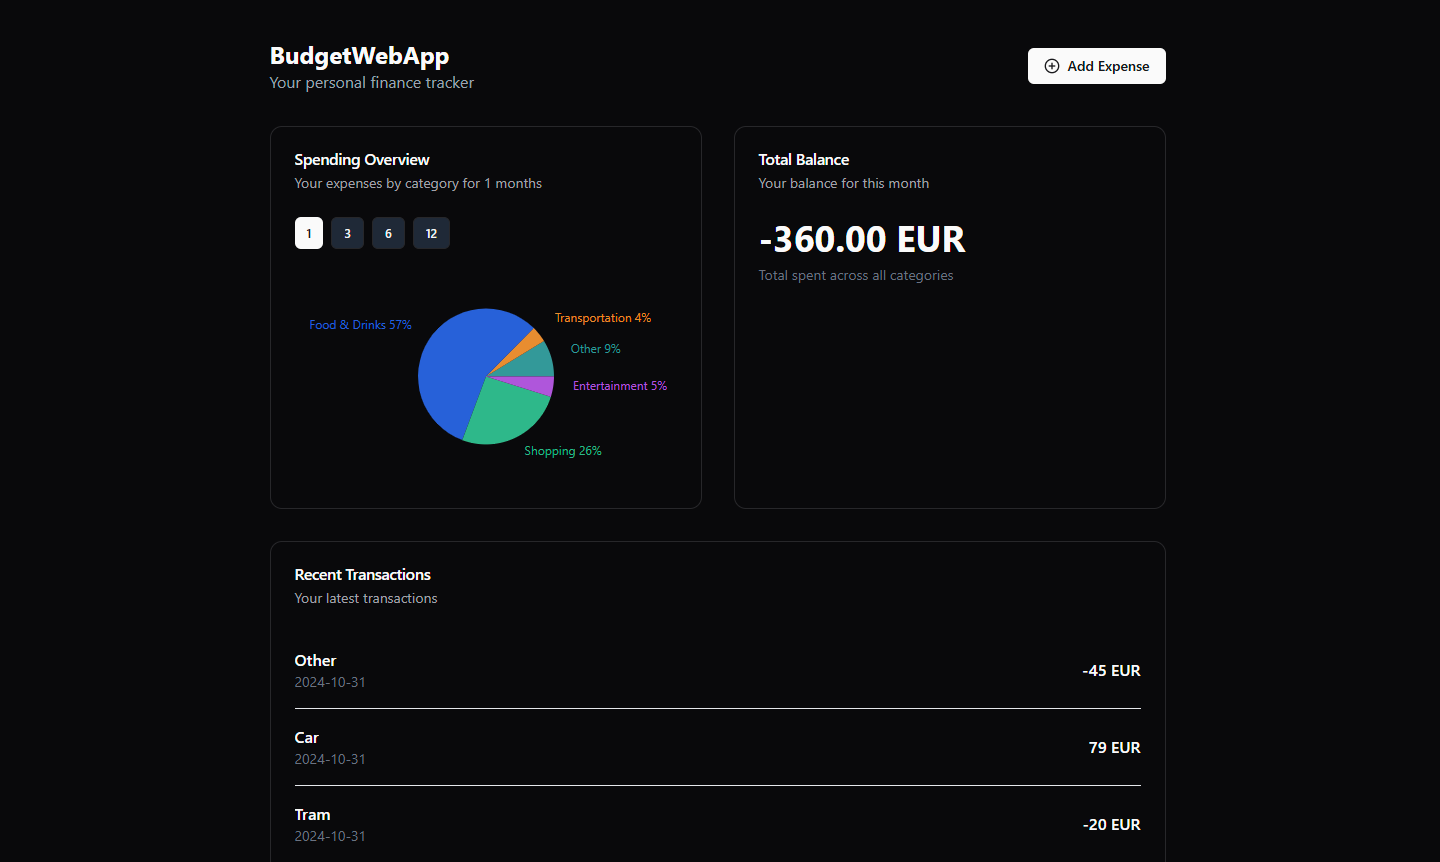 BudgetWebApp
Your personal finance tracker
Add Expense
Spending Overview
Your expenses by category for 1 months
1 3 6 12
Food & Drinks 57%
Transportation 4%
Other 9%
Entertainment 5%
Shopping 26%
Total Balance
Your balance for this month
-360.00 EUR
Total spent across all categories
Recent Transactions
Your latest transactions
Other
2024-10-31
-45 EUR
Car
2024-10-31
79 EUR
Tram
2024-10-31
-20 EUR